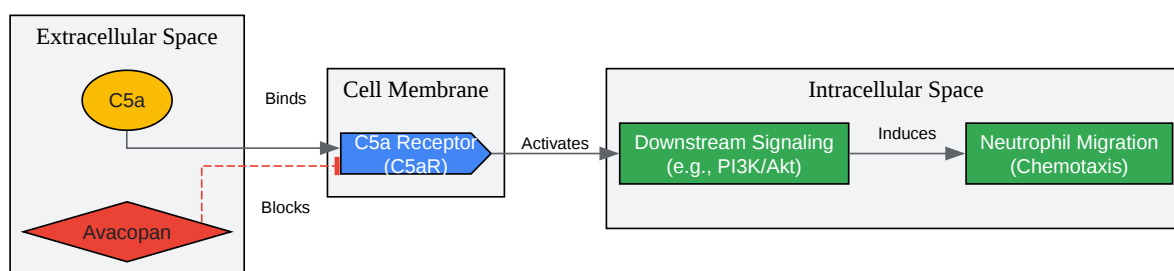 Extracellular Space
C5a
Avacopan
Binds
Blocks
Cell Membrane
C5a Receptor
(C5aR)
Activates
Intracellular Space
Downstream Signaling
(e.g., PI3K/Akt)
Induces
Neutrophil Migration
(Chemotaxis)